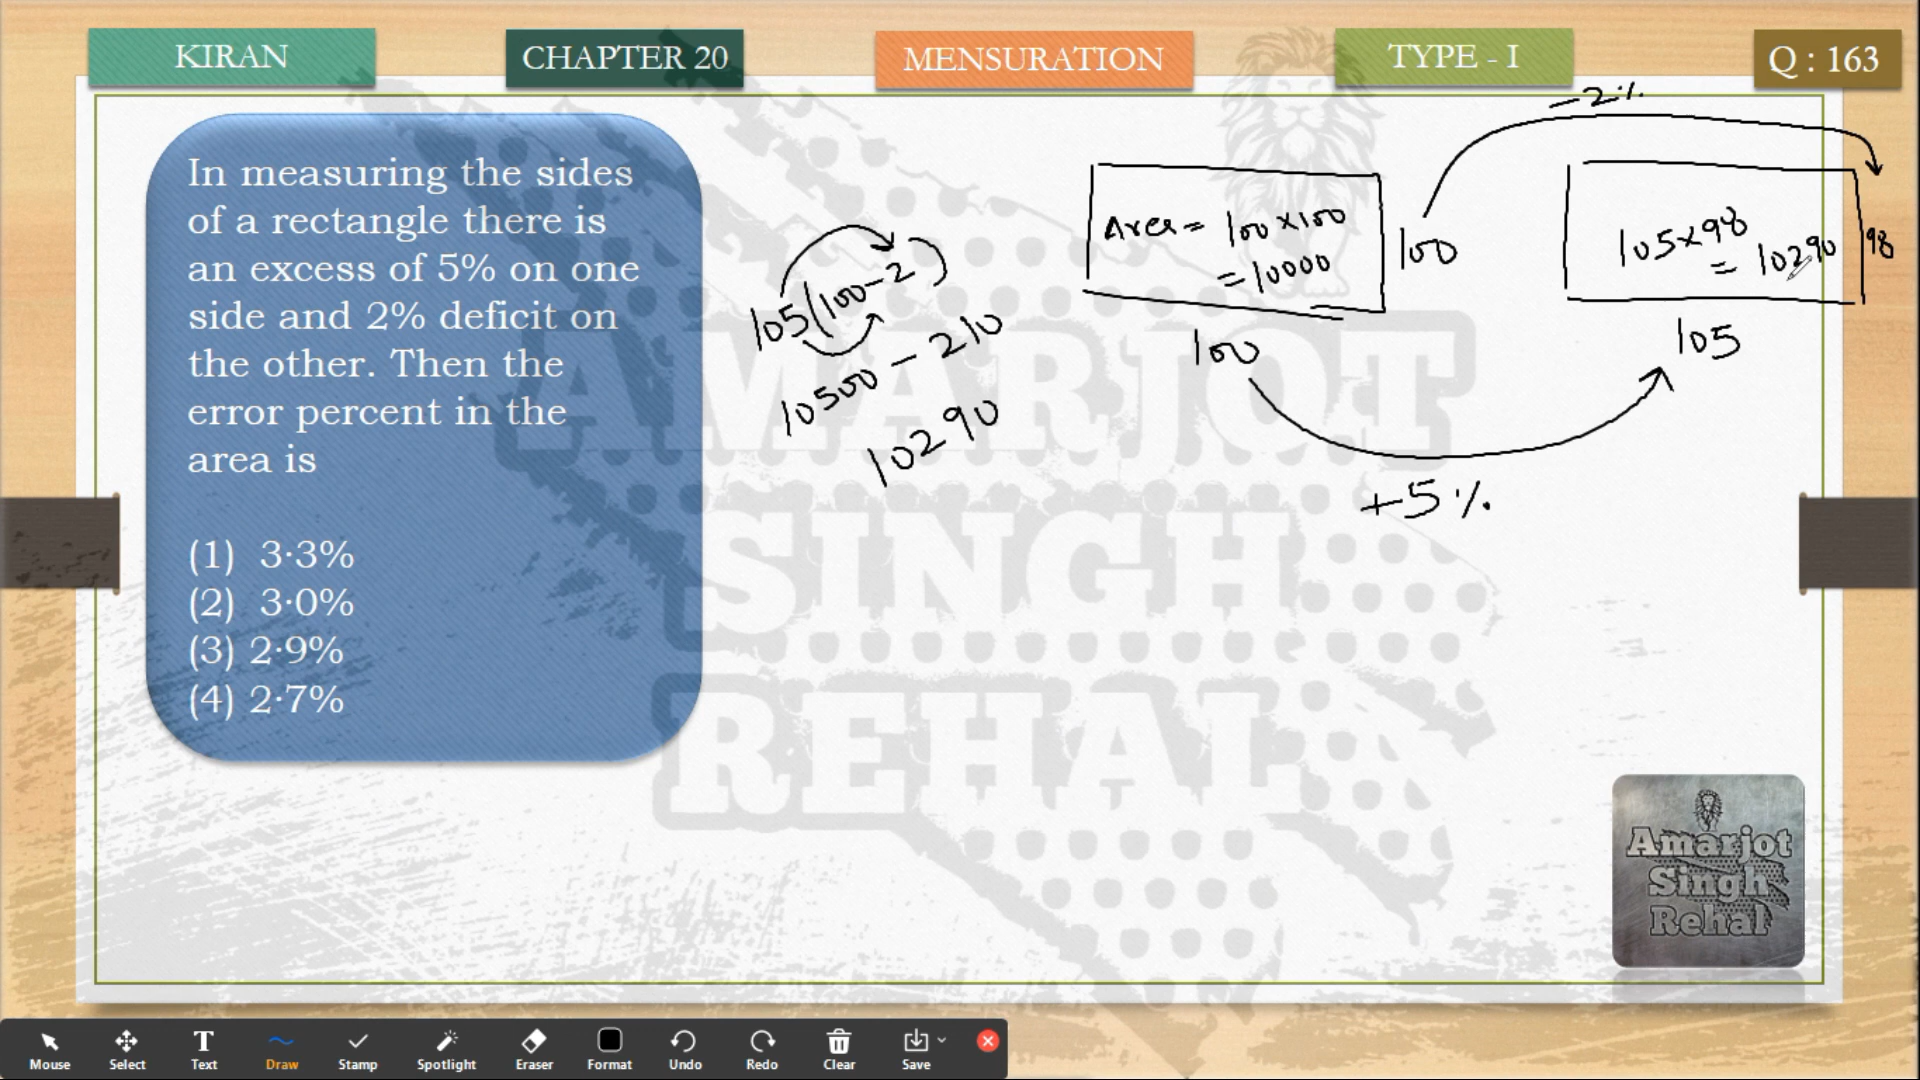 KIRAN
CHAPTER 20
MENSURATION
TYPE - I
Q : 163
In measuring the sides
of a rectangle there is
an excess of 5% on one
side and 2% deficit on
the other. Then the
error percent in the
area is
(1) 3·3%
(2) 3·0%
(3) 2·9%
(4) 2·7%
105(100-2)
10500 - 210
10290
Area = 100×100
= 10000
100
100
-2%
105×98
= 10290
98
105
+5%
AMARJOT
SINGH
REHAL
Amarjot
Singh
Rehal
Mouse
Select
Text
Draw
Stamp
Spotlight
Eraser
Format
Undo
Redo
Clear
Save